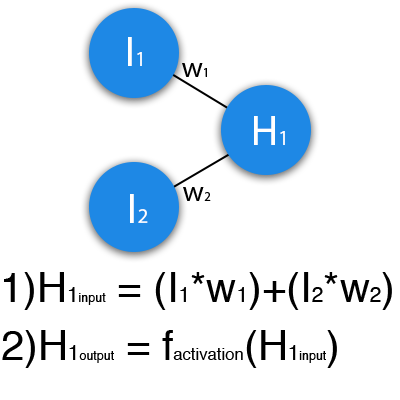 I1
w1
H1
w2
I2
1)H1input = (I1*w1)+(I2*w2)
2)H1output = factivation(H1input)